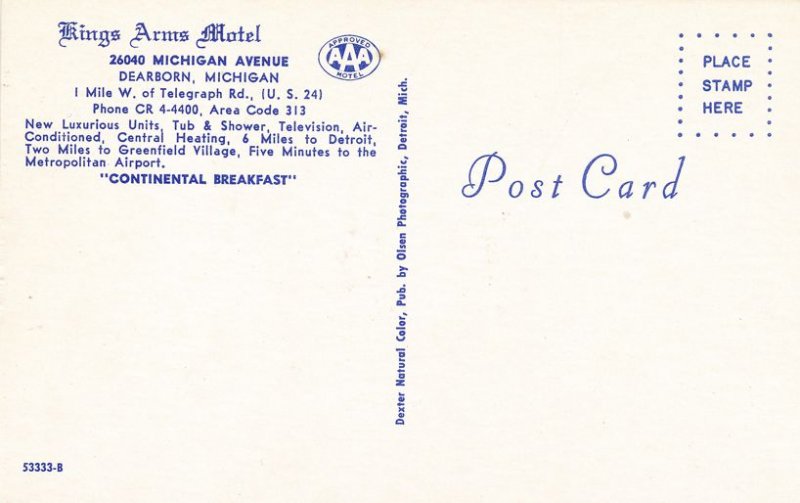 Kings Arms Motel
26040 MICHIGAN AVENUE
DEARBORN, MICHIGAN
1 Mile W. of Telegraph Rd., (U. S. 24)
Phone CR 4-4400, Area Code 313
New Luxurious Units, Tub & Shower, Television, Air-
Conditioned, Central Heating, 6 Miles to Detroit,
Two Miles to Greenfield Village, Five Minutes to the
Metropolitan Airport.
"CONTINENTAL BREAKFAST"
APPROVED
AAA
MOTEL
Dexter Natural Color, Pub. by Olsen Photographic, Detroit, Mich.
PLACE
STAMP
HERE
Post Card
53333-B